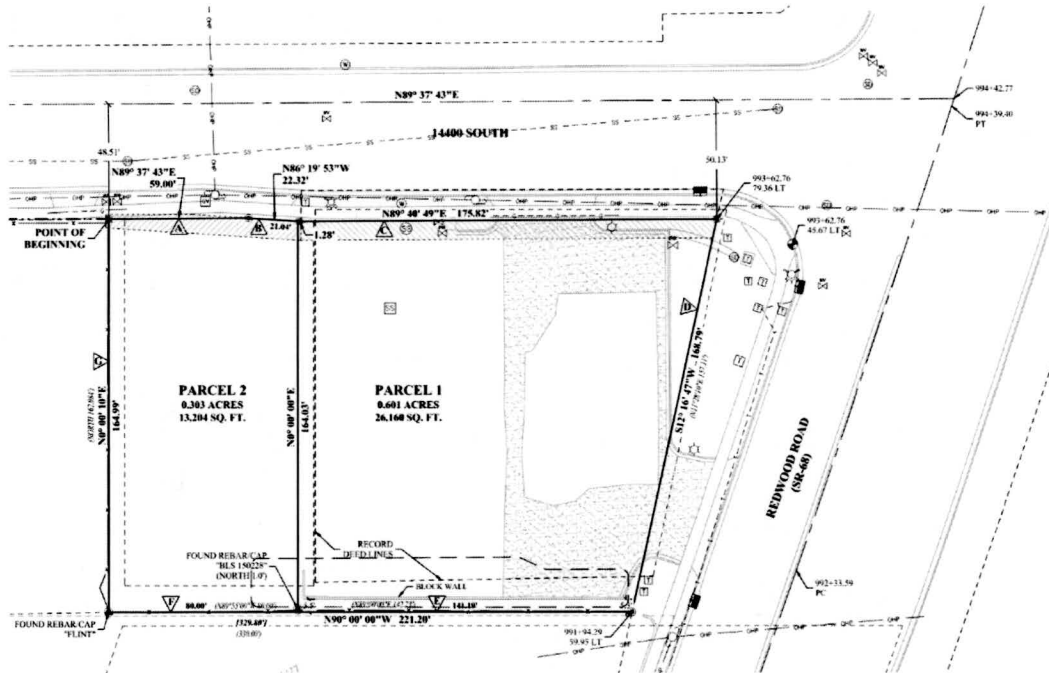 994+42.77
994+39.40
PT
N89° 37' 43"E
14400 SOUTH
48.51'
50.13'
N89° 37' 43"E
59.00'
N86° 19' 53"W
22.32'
993+62.76
79.36 LT
N89° 40' 49"E 175.82'
993+62.76
45.67 LT
POINT OF
BEGINNING
A
B
21.04'
1.28'
C
SS
D
G
PARCEL 2
0.303 ACRES
13,204 SQ. FT.
PARCEL 1
0.601 ACRES
26,160 SQ. FT.
N0° 00' 10"E
164.99'
N0° 00' 00"E
164.03'
S12° 16' 47"W - 168.79'
REDWOOD ROAD
(SR-68)
RECORD
DEED LINES
FOUND REBAR/CAP
"BLS 150228"
(NORTH 1.0')
BLOCK WALL
992+33.59
PC
F
80.00'
E
141.18'
N90° 00' 00"W 221.20'
FOUND REBAR/CAP
"FLINT"
991+94.29
59.95 LT